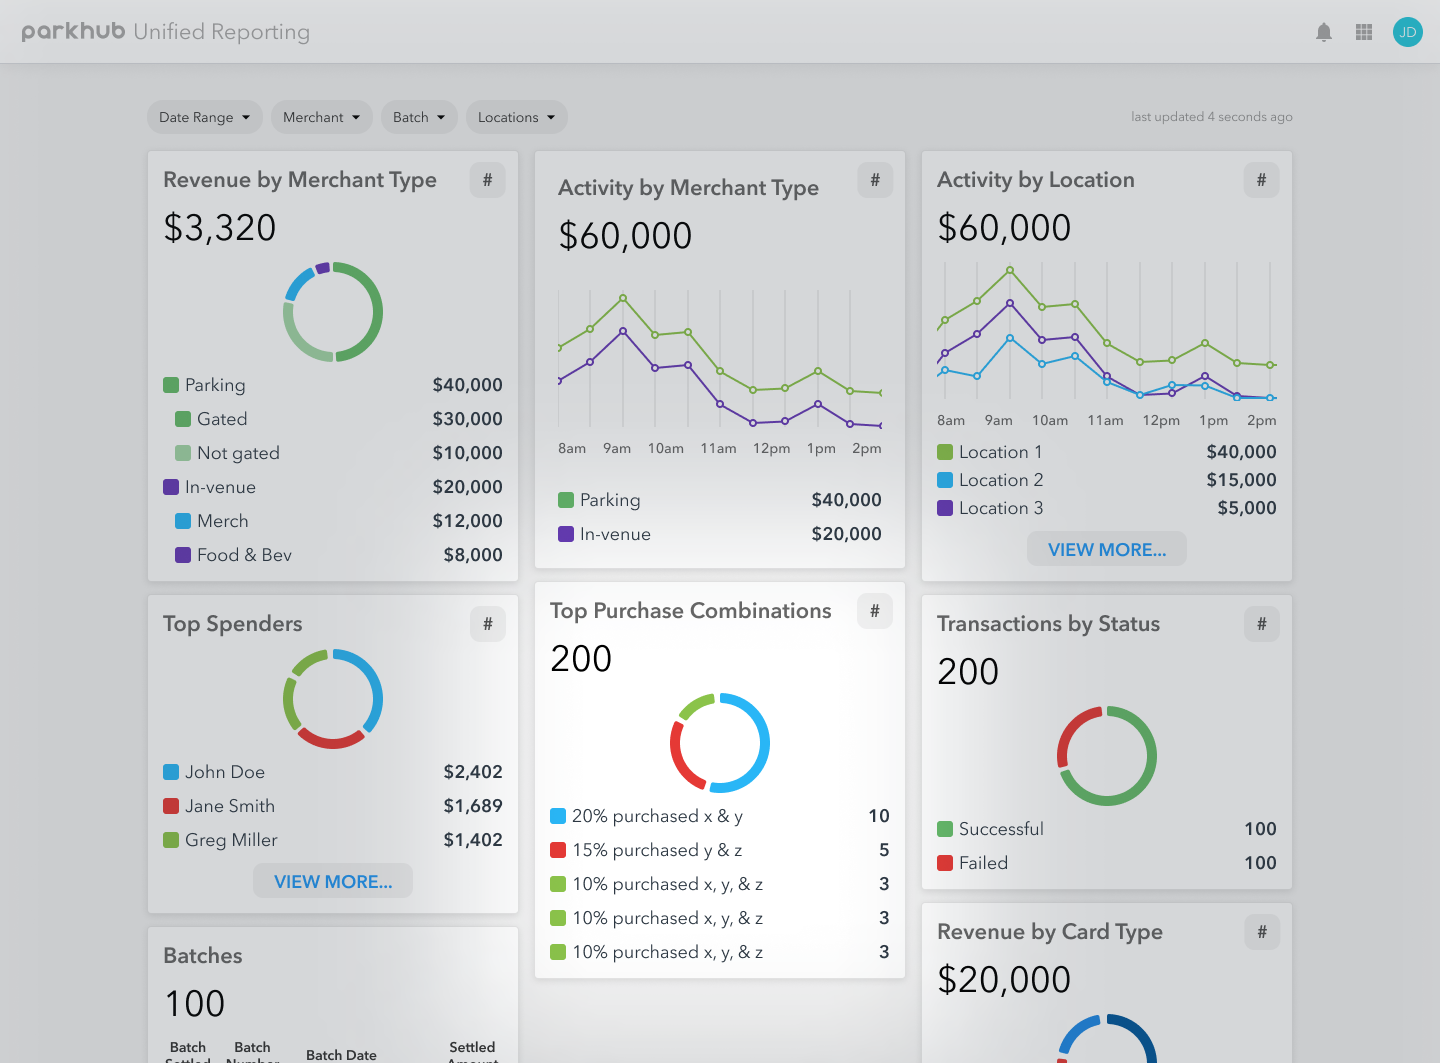 parkhub Unified Reporting
JD
Date Range
Merchant
Batch
Locations
last updated 4 seconds ago
Revenue by Merchant Type
#
$3,320
Parking $40,000
Gated $30,000
Not gated $10,000
In-venue $20,000
Merch $12,000
Food & Bev $8,000
Activity by Merchant Type
#
$60,000
8am 9am 10am 11am 12pm 1pm 2pm
Parking $40,000
In-venue $20,000
Activity by Location
#
$60,000
8am 9am 10am 11am 12pm 1pm 2pm
Location 1 $40,000
Location 2 $15,000
Location 3 $5,000
VIEW MORE...
Top Spenders
#
John Doe $2,402
Jane Smith $1,689
Greg Miller $1,402
VIEW MORE...
Top Purchase Combinations
#
200
20% purchased x & y 10
15% purchased y & z 5
10% purchased x, y, & z 3
10% purchased x, y, & z 3
10% purchased x, y, & z 3
Transactions by Status
#
200
Successful 100
Failed 100
Batches
100
Batch Settled
Batch Number
Batch Date
Settled Amount
Revenue by Card Type
#
$20,000